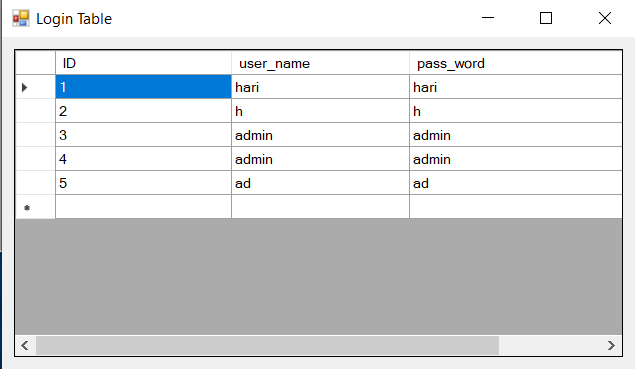 Login Table
ID user_name pass_word
1 hari hari
2 h h
3 admin admin
4 admin admin
5 ad ad